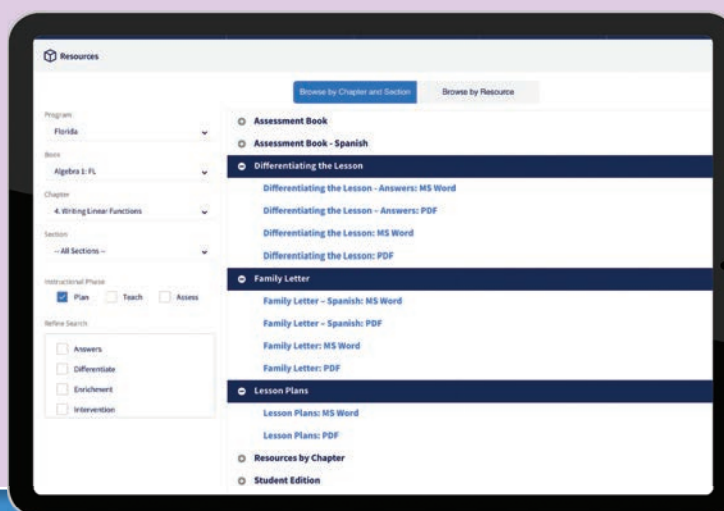 Resources
Browse by Chapter and Section
Browse by Resource
Program
Florida
Book
Algebra 1: FL
Chapter
4. Writing Linear Functions
Section
-- All Sections --
Instructional Phase
Plan
Teach
Assess
Refine Search
Answers
Differentiate
Enrichment
Intervention
Assessment Book
Assessment Book - Spanish
Differentiating the Lesson
Differentiating the Lesson - Answers: MS Word
Differentiating the Lesson – Answers: PDF
Differentiating the Lesson: MS Word
Differentiating the Lesson: PDF
Family Letter
Family Letter – Spanish: MS Word
Family Letter – Spanish: PDF
Family Letter: MS Word
Family Letter: PDF
Lesson Plans
Lesson Plans: MS Word
Lesson Plans: PDF
Resources by Chapter
Student Edition